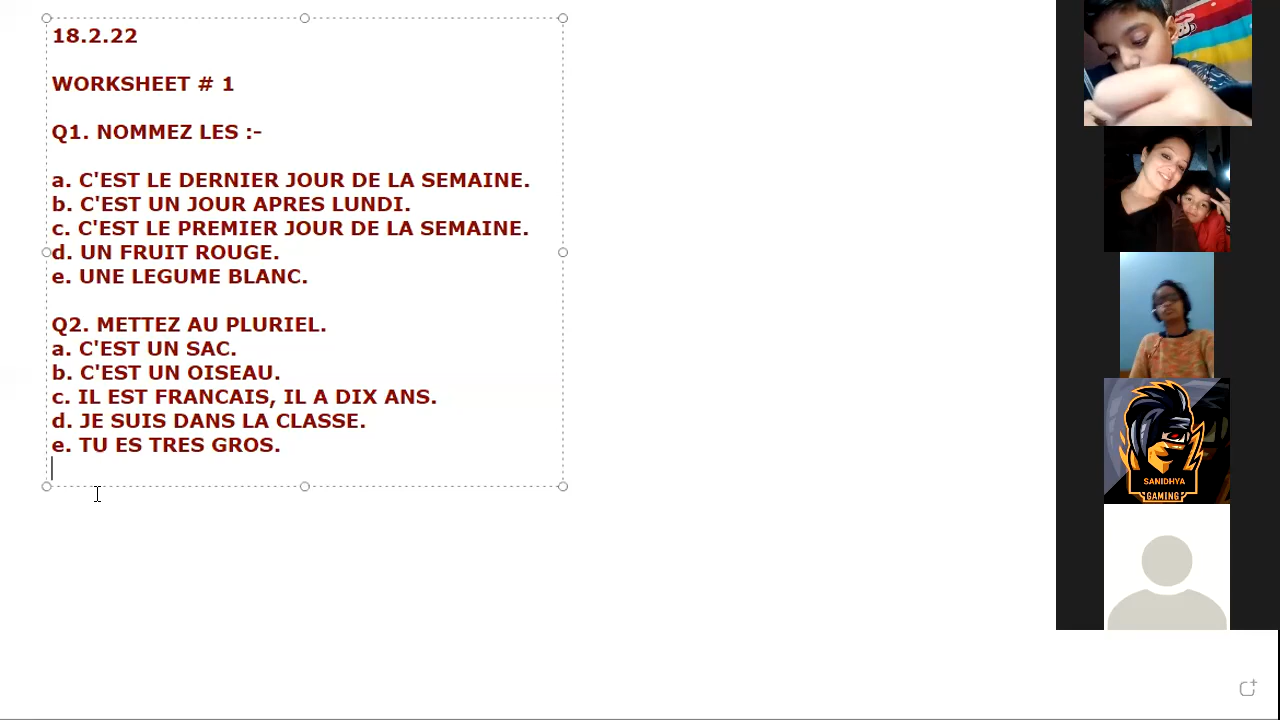 18.2.22
WORKSHEET # 1
Q1. NOMMEZ LES :-
a. C'EST LE DERNIER JOUR DE LA SEMAINE.
b. C'EST UN JOUR APRES LUNDI.
c. C'EST LE PREMIER JOUR DE LA SEMAINE.
d. UN FRUIT ROUGE.
e. UNE LEGUME BLANC.
Q2. METTEZ AU PLURIEL.
a. C'EST UN SAC.
b. C'EST UN OISEAU.
c. IL EST FRANCAIS, IL A DIX ANS.
d. JE SUIS DANS LA CLASSE.
e. TU ES TRES GROS.
SANIDHYA
GAMING